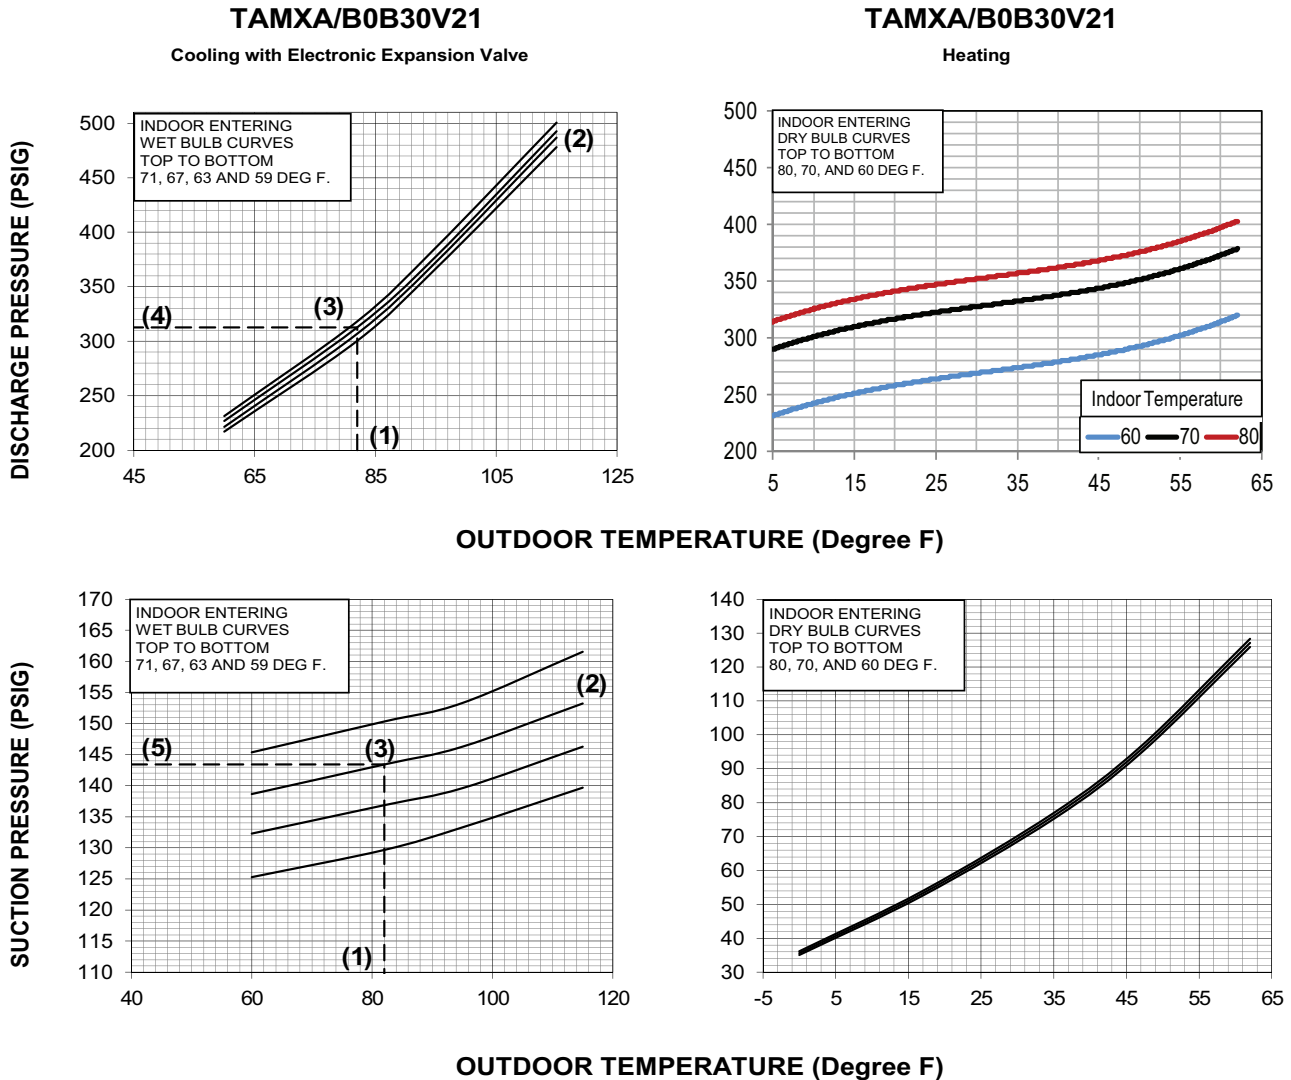 TAMXA/B0B30V21
Cooling with Electronic Expansion Valve
TAMXA/B0B30V21
Heating
DISCHARGE PRESSURE (PSIG)
500
450
400
350
300
250
200
INDOOR ENTERING
WET BULB CURVES
TOP TO BOTTOM
71, 67, 63 AND 59 DEG F.
(2)
(3)
(4)
(1)
45 65 85 105 125
500
450
400
350
300
250
200
INDOOR ENTERING
DRY BULB CURVES
TOP TO BOTTOM
80, 70, AND 60 DEG F.
Indoor Temperature
60 70 80
5 15 25 35 45 55 65
OUTDOOR TEMPERATURE (Degree F)
SUCTION PRESSURE (PSIG)
170
165
160
155
150
145
140
135
130
125
120
115
110
INDOOR ENTERING
WET BULB CURVES
TOP TO BOTTOM
71, 67, 63 AND 59 DEG F.
(2)
(5)
(3)
(1)
40 60 80 100 120
140
130
120
110
100
90
80
70
60
50
40
30
INDOOR ENTERING
DRY BULB CURVES
TOP TO BOTTOM
80, 70, AND 60 DEG F.
-5 5 15 25 35 45 55 65
OUTDOOR TEMPERATURE (Degree F)